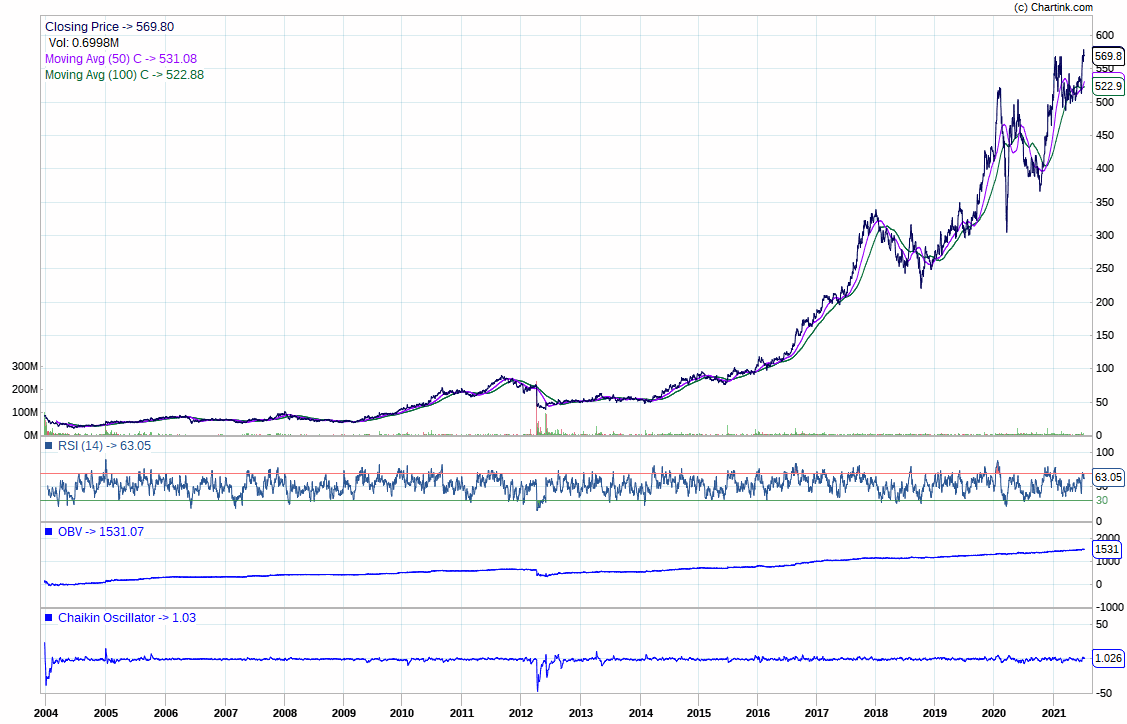 (c) Chartink.com
Closing Price -> 569.80
Vol: 0.6998M
Moving Avg (50) C -> 531.08
Moving Avg (100) C -> 522.88
600
569.8
550
522.9
500
450
400
350
300
250
200
150
100
50
0
300M
200M
100M
0M
RSI (14) -> 63.05
100
63.05
50
30
0
OBV -> 1531.07
2000
1531
1000
0
-1000
Chaikin Oscillator -> 1.03
50
1.026
-50
2004 2005 2006 2007 2008 2009 2010 2011 2012 2013 2014 2015 2016 2017 2018 2019 2020 2021